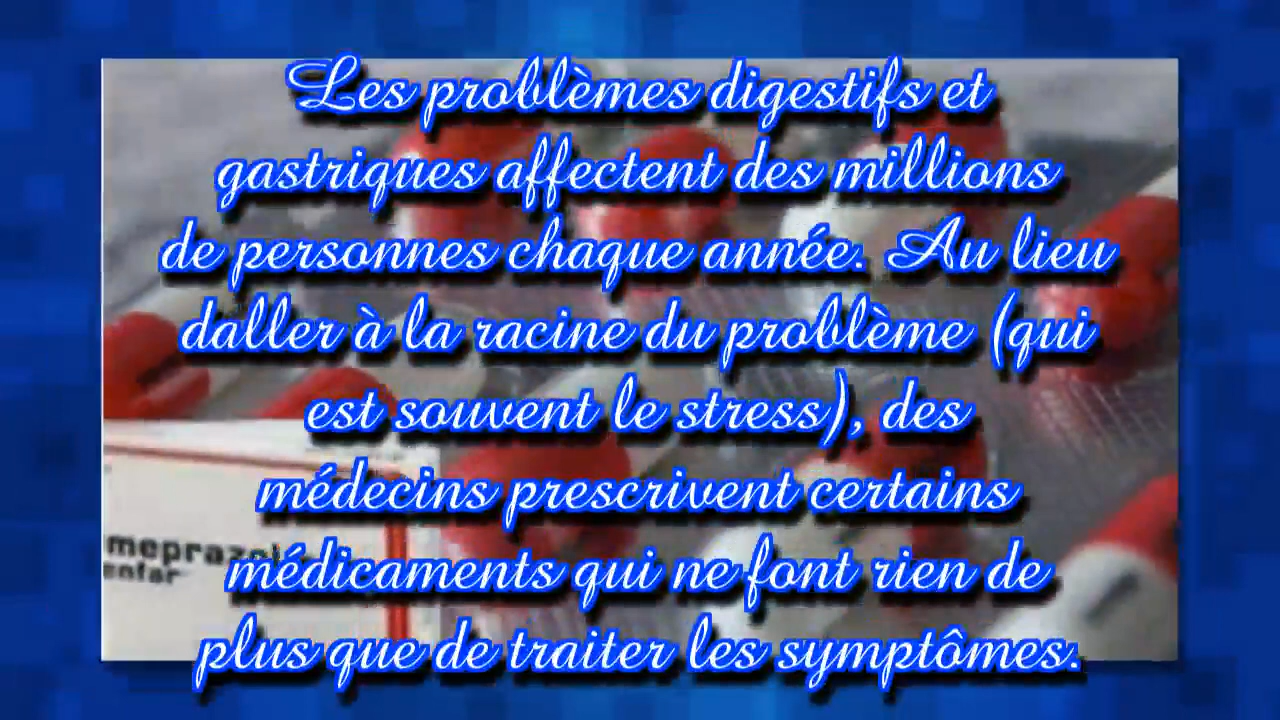 Les problèmes digestifs et
gastriques affectent des millions
de personnes chaque année. Au lieu
daller à la racine du problème (qui
est souvent le stress), des
médecins prescrivent certains
médicaments qui ne font rien de
plus que de traiter les symptômes.
enfar